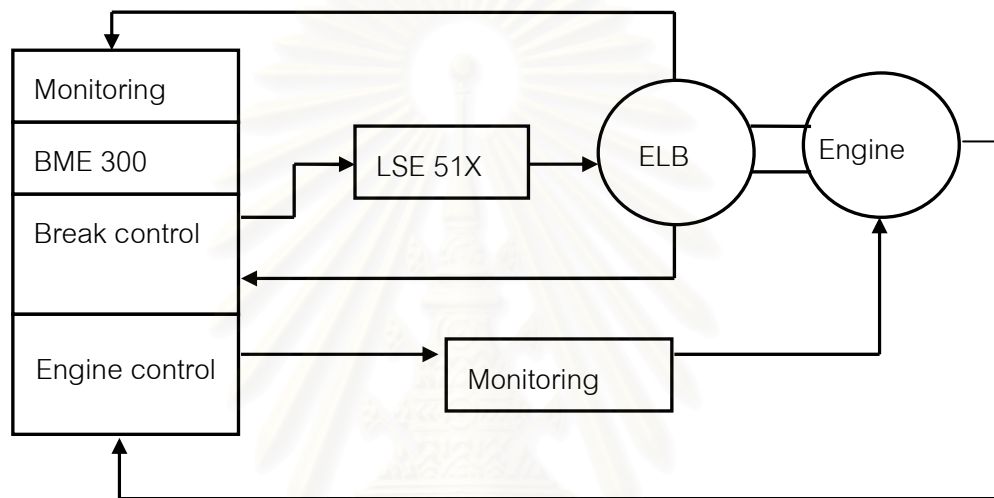 Monitoring
BME 300
Break control
Engine control
LSE 51X
ELB
Engine
Monitoring